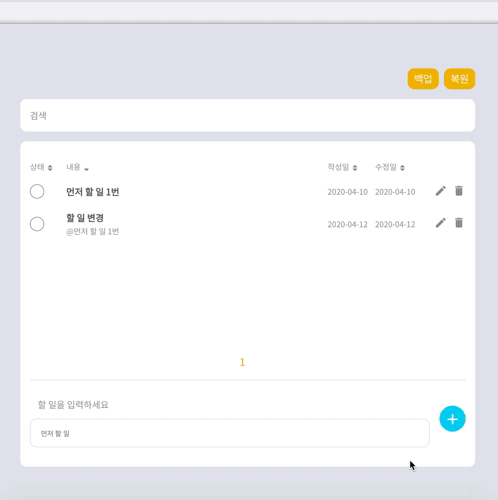 백업 복원
검색
상태 내용 작성일 수정일
먼저 할 일 1번 2020-04-10 2020-04-10
할 일 변경 2020-04-12 2020-04-12
@먼저 할 일 1번
1
할 일을 입력하세요
먼저 할 일